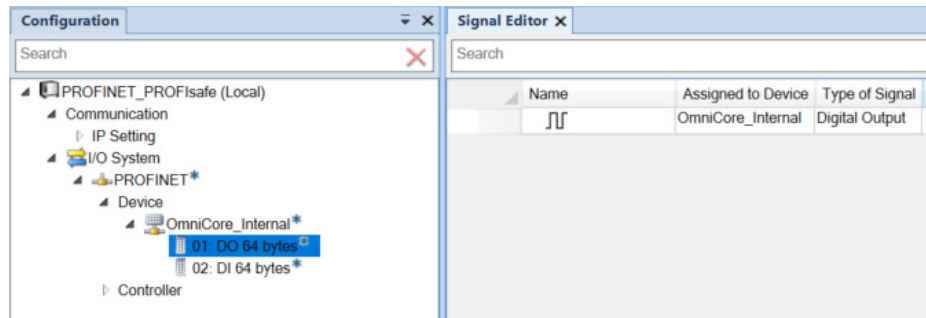 Configuration
Search
PROFINET_PROFIsafe (Local)
Communication
IP Setting
I/O System
PROFINET*
Device
OmniCore_Internal*
01: DO 64 bytes*
02: DI 64 bytes*
Controller
Signal Editor
Search
Name Assigned to Device Type of Signal
OmniCore_Internal Digital Output